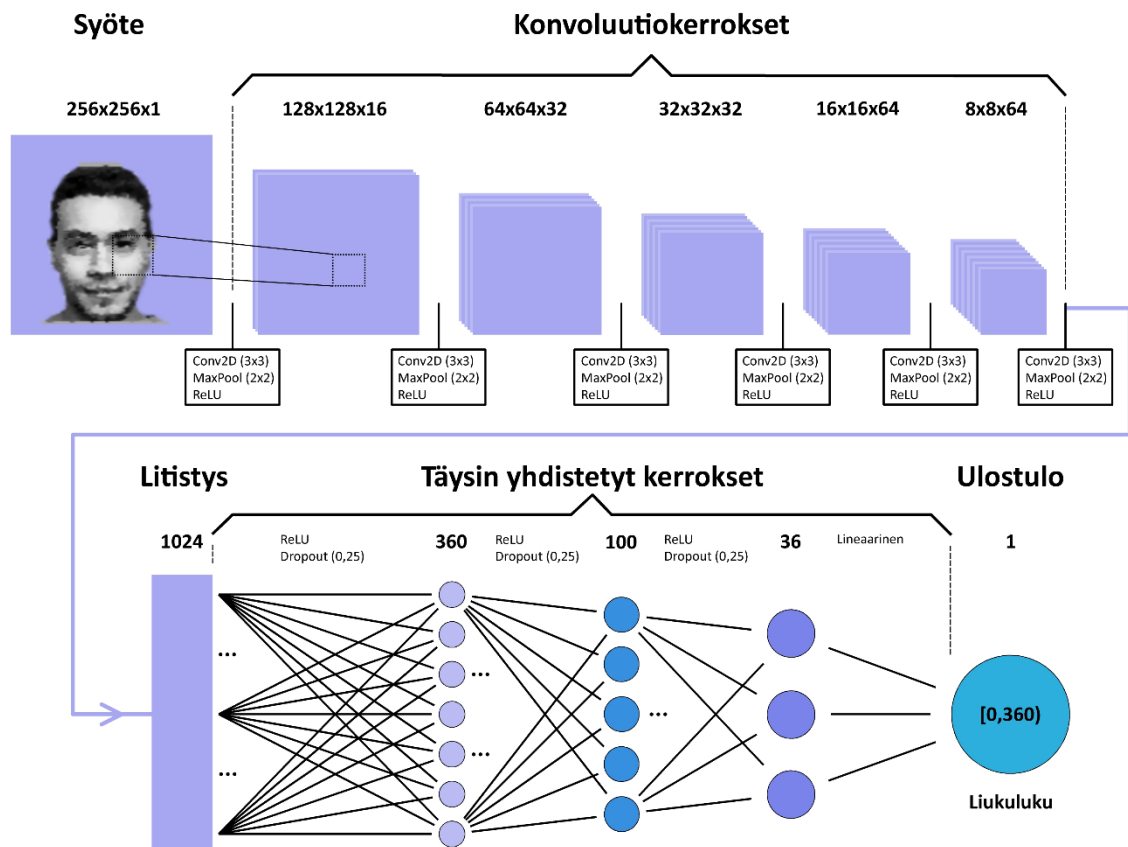 Syöte
Konvoluutiokerrokset
256x256x1
128x128x16
64x64x32
32x32x32
16x16x64
8x8x64
Conv2D (3x3)
MaxPool (2x2)
ReLU
Conv2D (3x3)
MaxPool (2x2)
ReLU
Conv2D (3x3)
MaxPool (2x2)
ReLU
Conv2D (3x3)
MaxPool (2x2)
ReLU
Conv2D (3x3)
MaxPool (2x2)
ReLU
Conv2D (3x3)
MaxPool (2x2)
ReLU
Litistys
Täysin yhdistetyt kerrokset
Ulostulo
1024
ReLU
Dropout (0,25)
360
ReLU
Dropout (0,25)
100
ReLU
Dropout (0,25)
36
Lineaarinen
1
...
...
...
...
...
[0,360)
Liukuluku